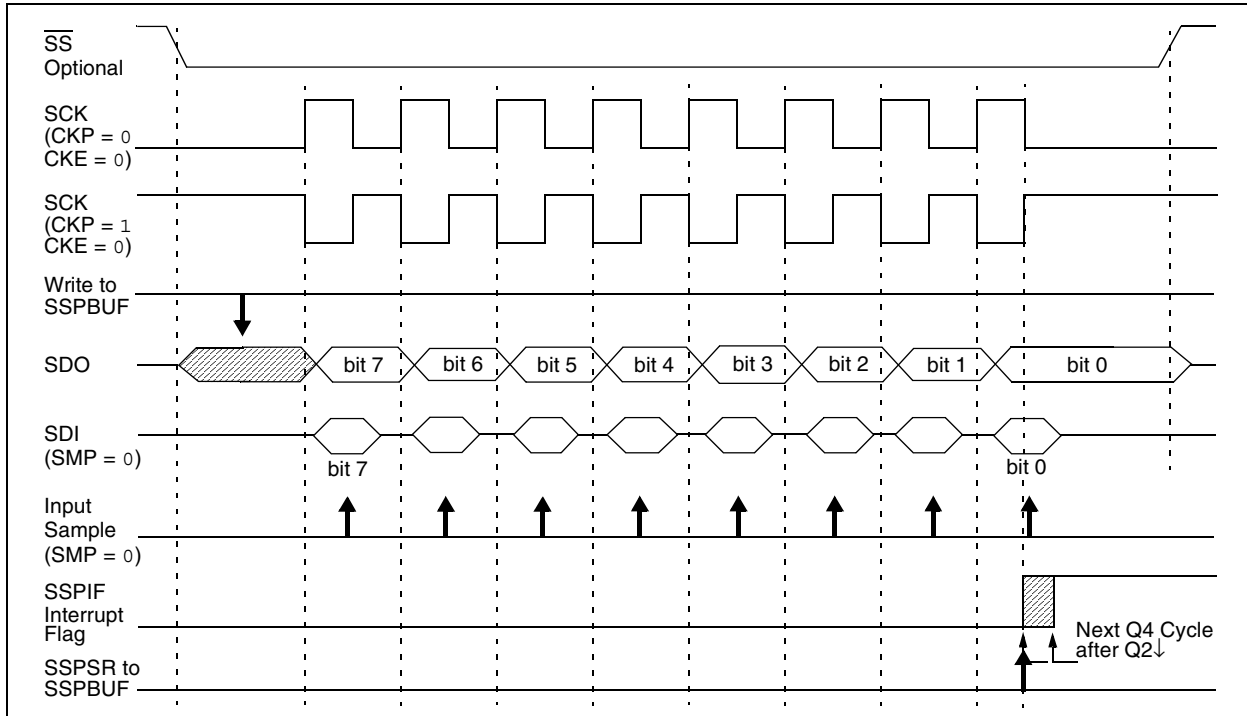 SS
Optional
SCK
(CKP = 0
CKE = 0)
SCK
(CKP = 1
CKE = 0)
Write to
SSPBUF
SDO
bit 7 bit 6 bit 5 bit 4 bit 3 bit 2 bit 1 bit 0
SDI
(SMP = 0)
bit 7 bit 0
Input
Sample
(SMP = 0)
SSPIF
Interrupt
Flag
Next Q4 Cycle
after Q2↓
SSPSR to
SSPBUF